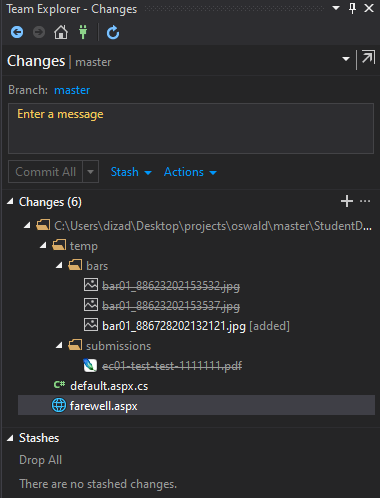 Team Explorer - Changes
Changes | master
Branch: master
Enter a message
Commit All Stash Actions
Changes (6)
C:\Users\dizad\Desktop\projects\oswald\master\StudentD...
temp
bars
bar01_88623202153532.jpg
bar01_88623202153537.jpg
bar01_886728202132121.jpg [added]
submissions
ec01-test-test-1111111.pdf
default.aspx.cs
farewell.aspx
Stashes
Drop All
There are no stashed changes.